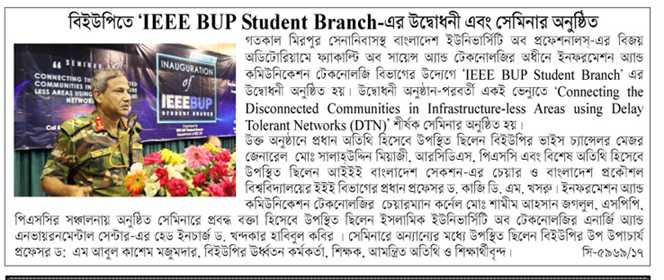 বিইউপিতে ‘IEEE BUP Student Branch-এর উদ্বোধনী এবং সেমিনার অনুষ্ঠিত
SEMINAR
CONNECTING THE
COMMUNITIES IN
LESS AREAS USING
NETWORKS
INAUGURATION
OF
IEEE BUP
STUDENT BRANCH
গতকাল মিরপুর সেনানিবাসস্থ বাংলাদেশ ইউনিভার্সিটি অব প্রফেশনালস্-এর বিজয়
অডিটোরিয়ামে ফ্যাকাল্টি অব সায়েন্স অ্যান্ড টেকনোলজির অধীনে ইনফরমেশন অ্যান্ড
কমিউনিকেশন টেকনোলজি বিভাগের উদ্যেগে ‘IEEE BUP Student Branch’ এর
উদ্বোধনী অনুষ্ঠিত হয়। উদ্বোধনী অনুষ্ঠান-পরবর্তী একই ভেন্যুতে ‘Connecting the
Disconnected Communities in Infrastructure-less Areas using Delay
Tolerant Networks (DTN)’ শীর্ষক সেমিনার অনুষ্ঠিত হয়।
উক্ত অনুষ্ঠানে প্রধান অতিথি হিসেবে উপস্থিত ছিলেন বিইউপির ভাইস চ্যান্সেলর মেজর
জেনারেল মোঃ সালাহউদ্দিন মিয়াজী, আরসিডিএস, পিএসসি এবং বিশেষ অতিথি হিসেবে
উপস্থিত ছিলেন আইইই বাংলাদেশ সেকশন-এর চেয়ার ও বাংলাদেশ প্রকৌশল
বিশ্ববিদ্যালয়ের ইইই বিভাগের প্রধান প্রফেসর ড. কাজি ডি, এম, খসরু। ইনফরমেশন অ্যান্ড
কমিউনিকেশন টেকনোলজির চেয়ারম্যান কর্নেল মোঃ শামীম আহসান জগলুল, এসপিপি,
পিএসসির সঞ্চালনায় অনুষ্ঠিত সেমিনারে প্রবন্ধ বক্তা হিসেবে উপস্থিত ছিলেন ইসলামিক ইউনিভার্সিটি অব টেকনোলজির এনার্জি অ্যান্ড
এনভায়রনমেন্টাল সেন্টার-এর হেড ইনচার্জ ড. খন্দকার হাবিবুল কবির । সেমিনারে অন্যান্যের মধ্যে উপস্থিত ছিলেন বিইউপির উপ উপাচার্য
প্রফেসর ড: এম আবুল কাশেম মজুমদার, বিইউপির ঊর্ধ্বতন কর্মকর্তা, শিক্ষক, আমন্ত্রিত অতিথি ও শিক্ষার্থীবৃন্দ।
সি-৫৯৬৯/১৭